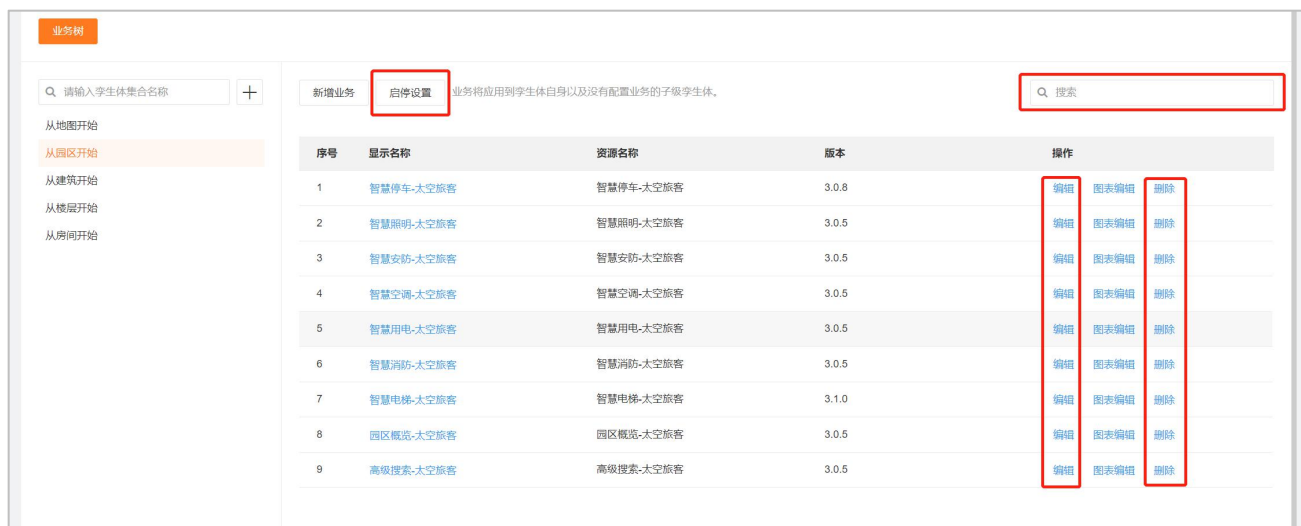 业务树
请输入孪生体集合名称
从地图开始
从园区开始
从建筑开始
从楼层开始
从房间开始
新增业务 启停设置 业务将应用到孪生体自身以及没有配置业务的子级孪生体。 搜索
序号 显示名称 资源名称 版本 操作
1 智慧停车-太空旅客 智慧停车-太空旅客 3.0.8 编辑 图表编辑 删除
2 智慧照明-太空旅客 智慧照明-太空旅客 3.0.5 编辑 图表编辑 删除
3 智慧安防-太空旅客 智慧安防-太空旅客 3.0.5 编辑 图表编辑 删除
4 智慧空调-太空旅客 智慧空调-太空旅客 3.0.5 编辑 图表编辑 删除
5 智慧用电-太空旅客 智慧用电-太空旅客 3.0.5 编辑 图表编辑 删除
6 智慧消防-太空旅客 智慧消防-太空旅客 3.0.5 编辑 图表编辑 删除
7 智慧电梯-太空旅客 智慧电梯-太空旅客 3.1.0 编辑 图表编辑 删除
8 园区概览-太空旅客 园区概览-太空旅客 3.0.5 编辑 图表编辑 删除
9 高级搜索-太空旅客 高级搜索-太空旅客 3.0.5 编辑 图表编辑 删除